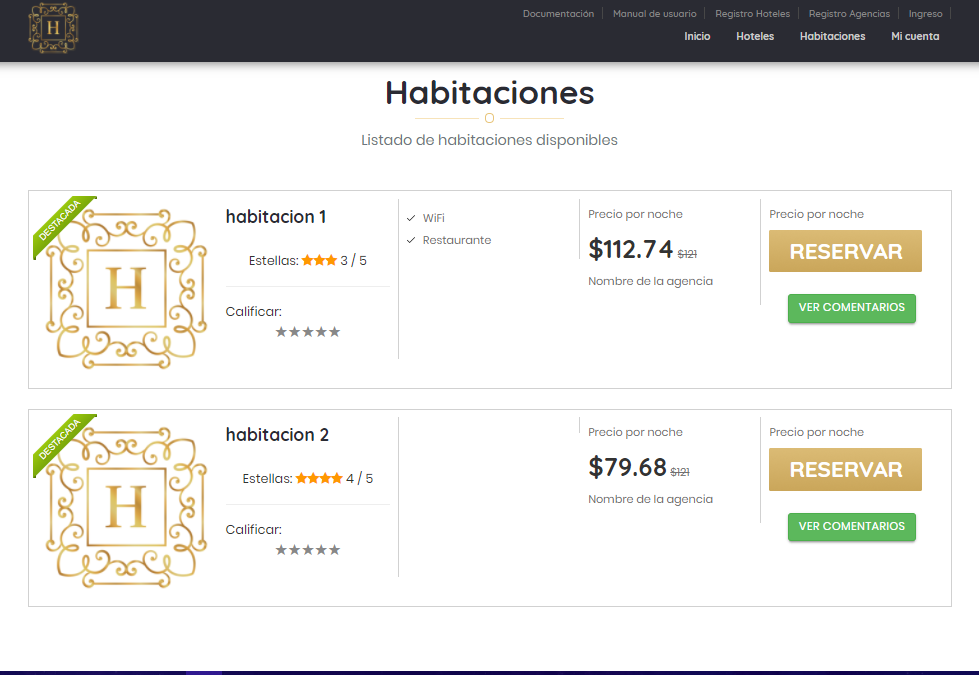 H
Documentación
Manual de usuario
Registro Hoteles
Registro Agencias
Ingreso
Inicio
Hoteles
Habitaciones
Mi cuenta
Habitaciones
Listado de habitaciones disponibles
DESTACADA
H
habitacion 1
Estellas: 3 / 5
Calificar:
WiFi
Restaurante
Precio por noche
$112.74 $121
Nombre de la agencia
Precio por noche
RESERVAR
VER COMENTARIOS
DESTACADA
H
habitacion 2
Estellas: 4 / 5
Calificar:
Precio por noche
$79.68 $121
Nombre de la agencia
Precio por noche
RESERVAR
VER COMENTARIOS